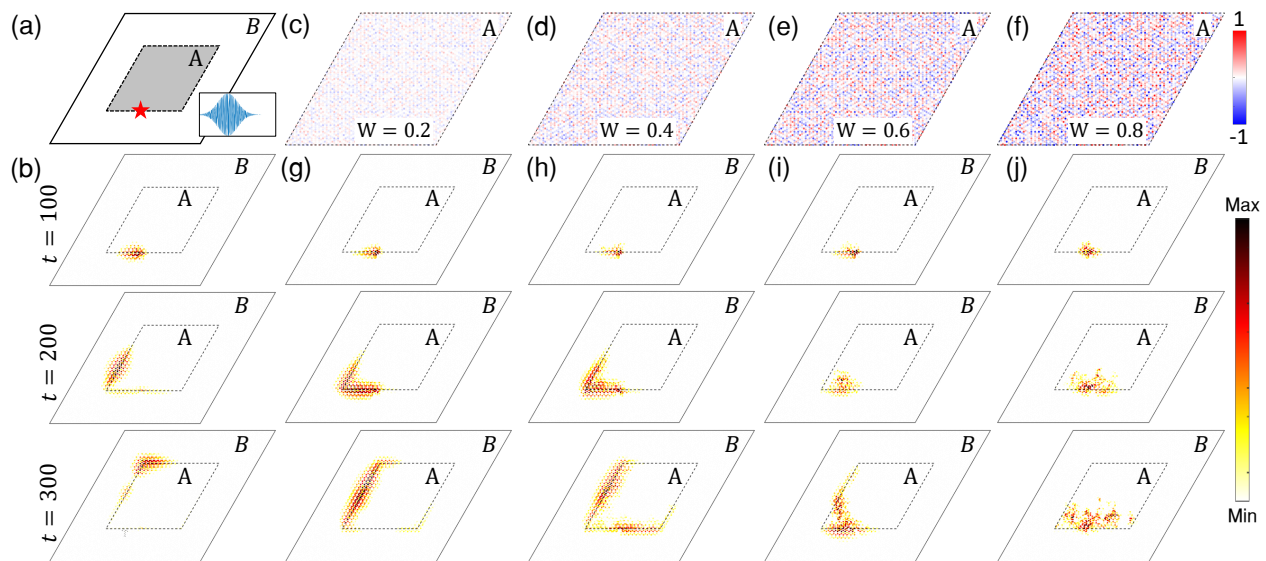 (a) B A
(c) A W = 0.2
(d) A W = 0.4
(e) A W = 0.6
(f) A W = 0.8
1
-1
(b) B A
(g) B A
(h) B A
(i) B A
(j) B A
t = 100
B A B A B A B A B A
t = 200
B A B A B A B A B A
t = 300
Max
Min